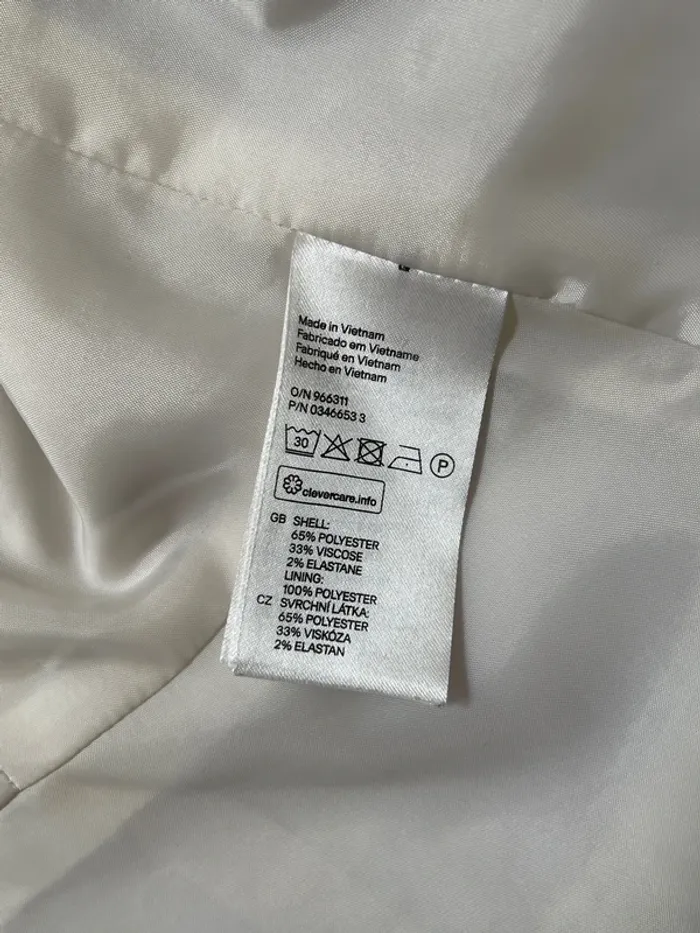 Made in Vietnam
Fabricado em Vietname
Fabriqué en Vietnam
Hecho en Vietnam
O/N 966311
P/N 0346653 3
30 P
clevercare.info
GB SHELL:
65% POLYESTER
33% VISCOSE
2% ELASTANE
LINING:
100% POLYESTER
CZ SVRCHNÍ LÁTKA:
65% POLYESTER
33% VISKÓZA
2% ELASTAN